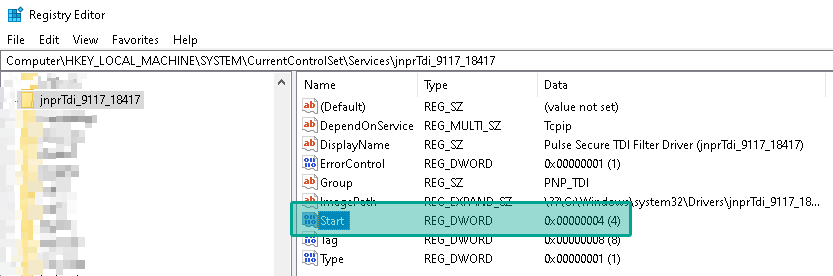 Registry Editor
File Edit View Favorites Help
Computer\HKEY_LOCAL_MACHINE\SYSTEM\CurrentControlSet\Services\jnprTdi_9117_18417
jnprTdi_9117_18417
Name Type Data
(Default) REG_SZ (value not set)
DependOnService REG_MULTI_SZ Tcpip
DisplayName REG_SZ Pulse Secure TDI Filter Driver (jnprTdi_9117_18417)
ErrorControl REG_DWORD 0x00000001 (1)
Group REG_SZ PNP_TDI
ImagePath REG_EXPAND_SZ \??\C:\Windows\system32\Drivers\jnprTdi_9117_18...
Start REG_DWORD 0x00000004 (4)
Tag REG_DWORD 0x00000008 (8)
Type REG_DWORD 0x00000001 (1)